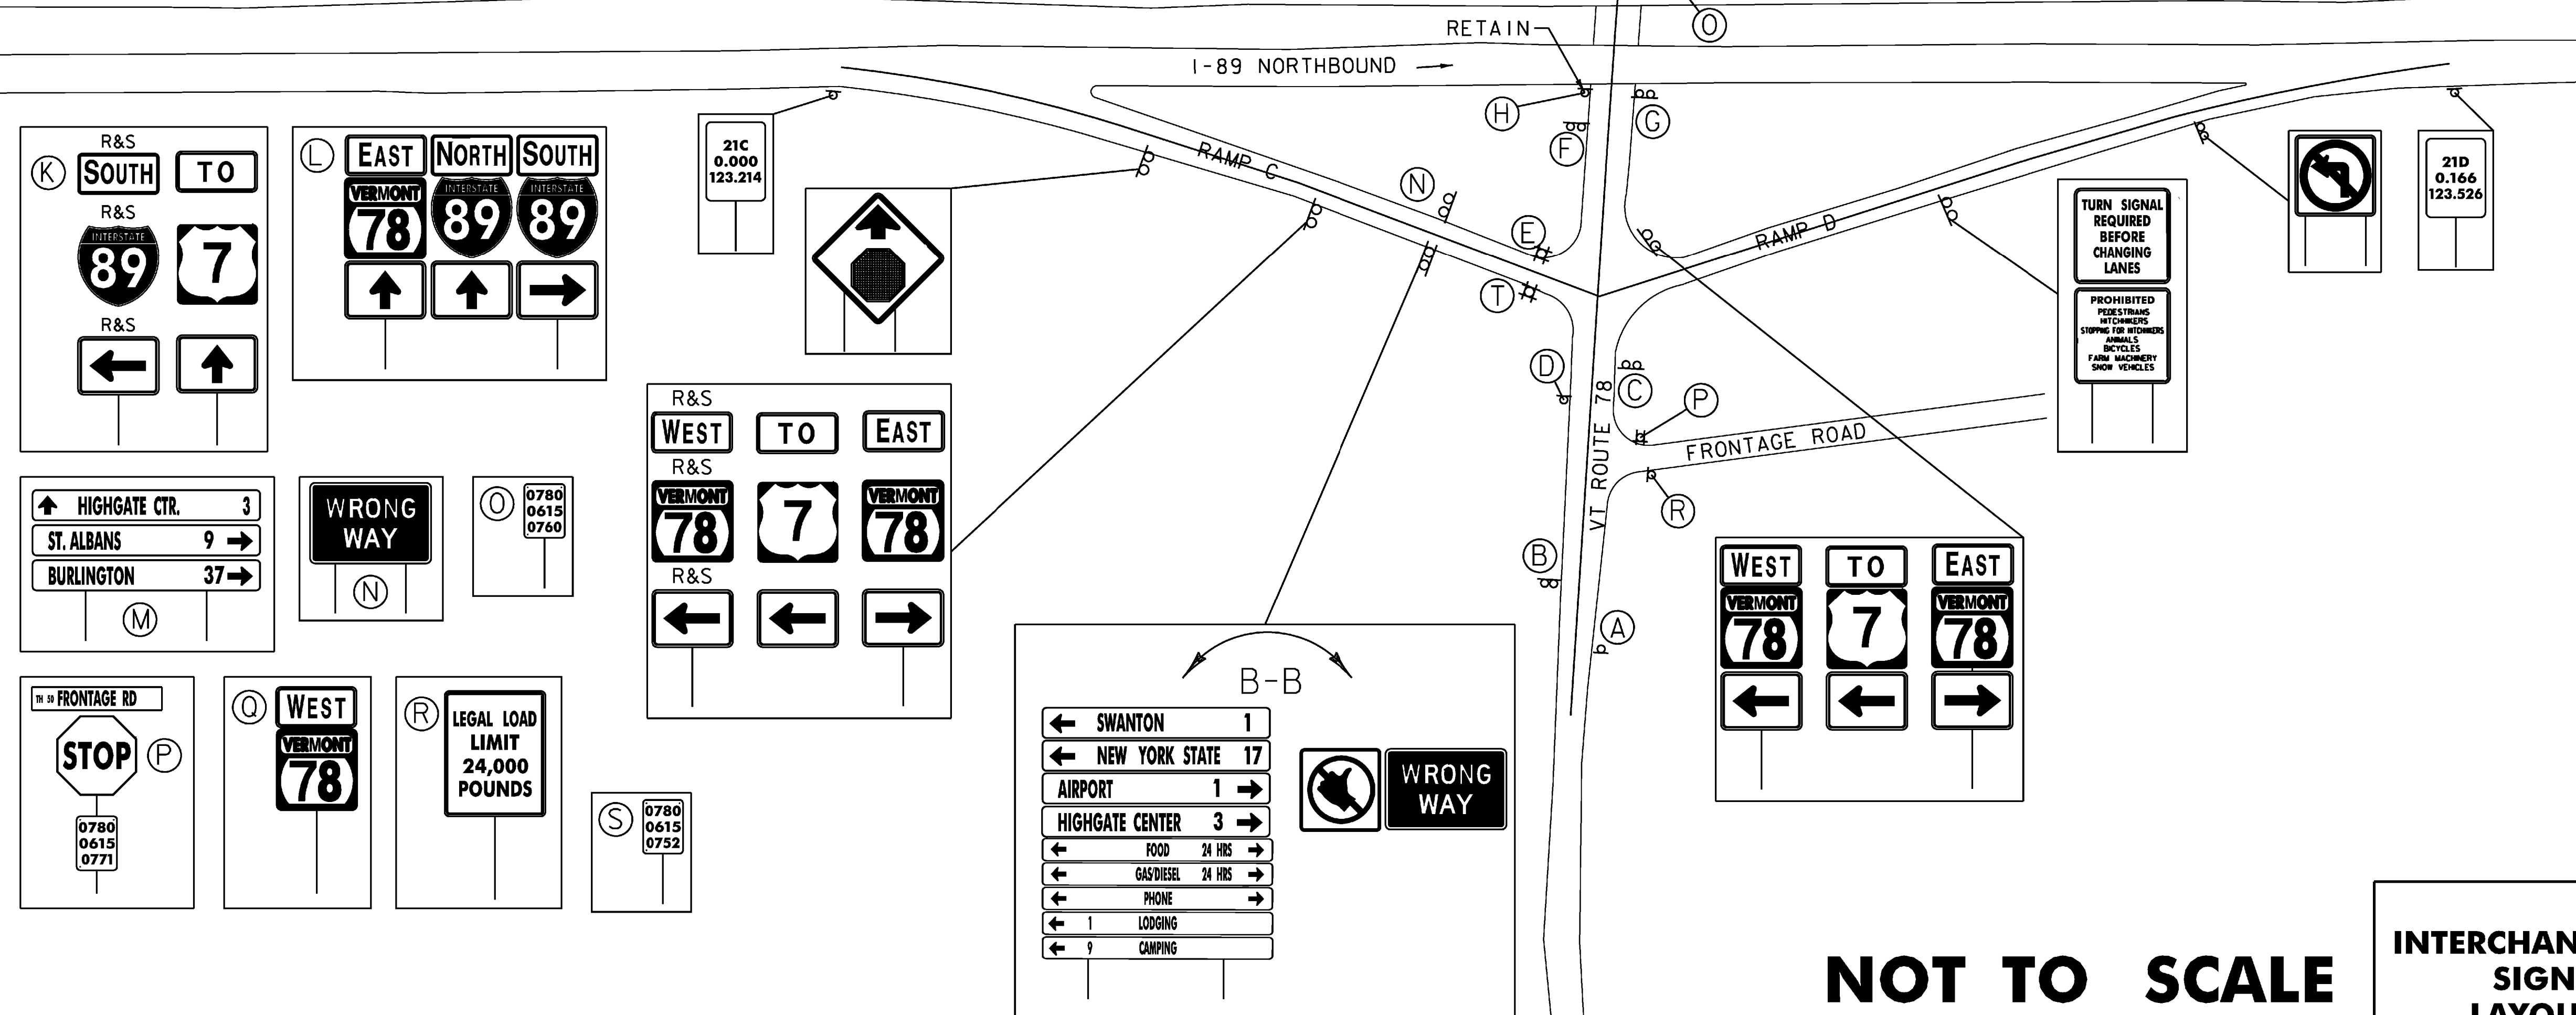 RETAIN
O
I-89 NORTHBOUND
H
G
F
RAMP C
N
E
T
RAMP D
D
C
P
VT ROUTE 78
FRONTAGE ROAD
R
B
A
K
R&S
SOUTH TO
R&S
INTERSTATE
89 7
R&S
L
EAST NORTH SOUTH
VERMONT INTERSTATE INTERSTATE
78 89 89
21C
0.000
123.214
TURN SIGNAL
REQUIRED
BEFORE
CHANGING
LANES
PROHIBITED
PEDESTRIANS
HITCHHIKERS
STOPPING FOR HITCHHIKERS
ANIMALS
BICYCLES
FARM MACHINERY
SNOW VEHICLES
21D
0.166
123.526
HIGHGATE CTR. 3
ST. ALBANS 9
BURLINGTON 37
M
WRONG
WAY
N
O
0780
0615
0760
R&S
WEST TO EAST
R&S
VERMONT VERMONT
78 7 78
R&S
WEST TO EAST
VERMONT VERMONT
78 7 78
TH 50 FRONTAGE RD
STOP
P
0780
0615
0771
Q
WEST
VERMONT
78
R
LEGAL LOAD
LIMIT
24,000
POUNDS
S
0780
0615
0752
B-B
SWANTON 1
NEW YORK STATE 17
AIRPORT 1
HIGHGATE CENTER 3
FOOD 24 HRS
GAS/DIESEL 24 HRS
PHONE
1 LODGING
9 CAMPING
WRONG
WAY
NOT TO SCALE
INTERCHAN
SIGN
LAYOU